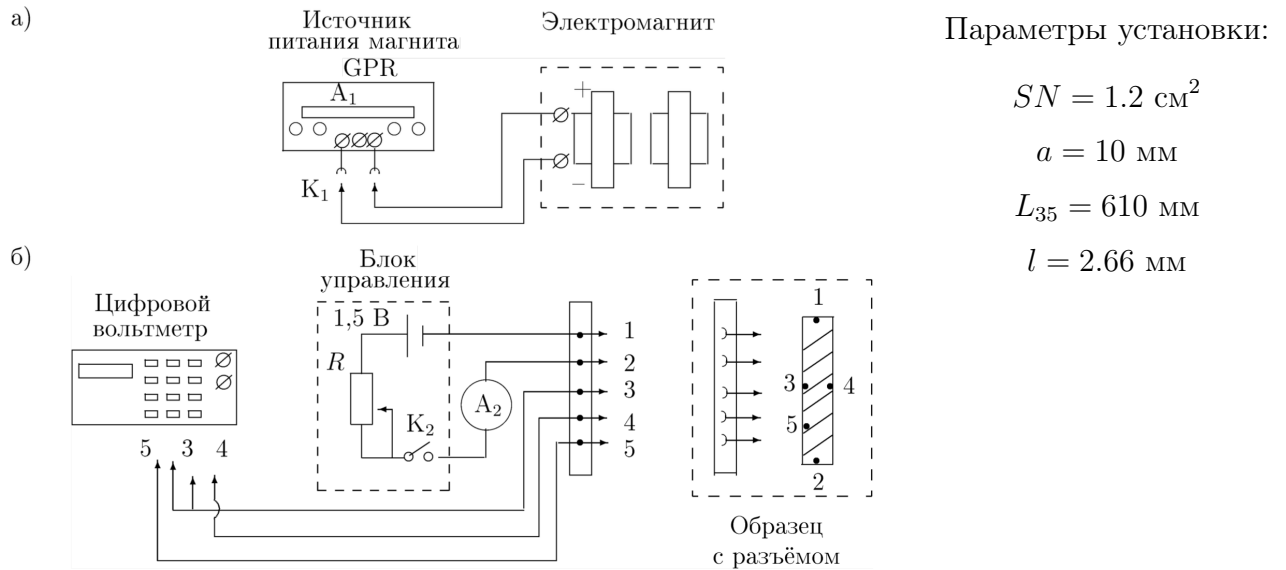 а)
Источник
питания магнита
GPR
A₁
K₁
Электромагнит
+
−
Параметры установки:
SN = 1.2 см²
a = 10 мм
L₃₅ = 610 мм
l = 2.66 мм
б)
Цифровой
вольтметр
5 3 4
Блок
управления
1,5 В
R
K₂
A₂
1
2
3
4
5
1
3 4
5
2
Образец
с разъёмом